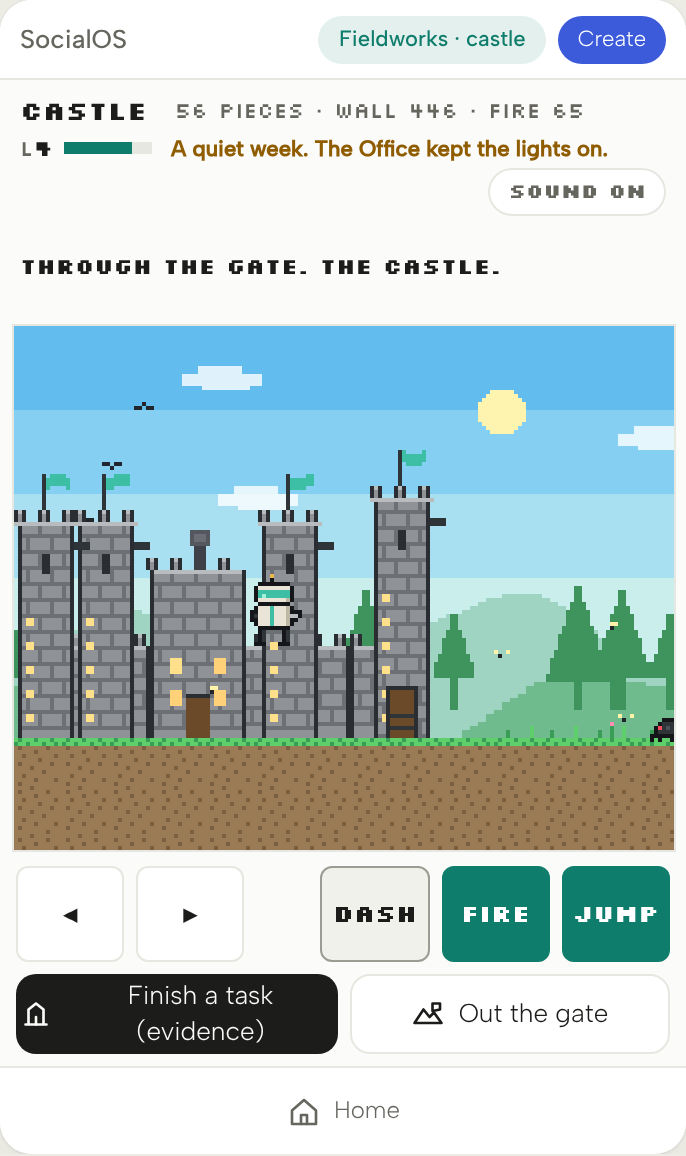 SocialOS
Fieldworks · castle
Create
CASTLE 56 PIECES · WALL 446 · FIRE 65
L4 A quiet week. The Office kept the lights on.
SOUND ON
THROUGH THE GATE. THE CASTLE.
◄ ► DASH FIRE JUMP
Finish a task
(evidence)
Out the gate
Home